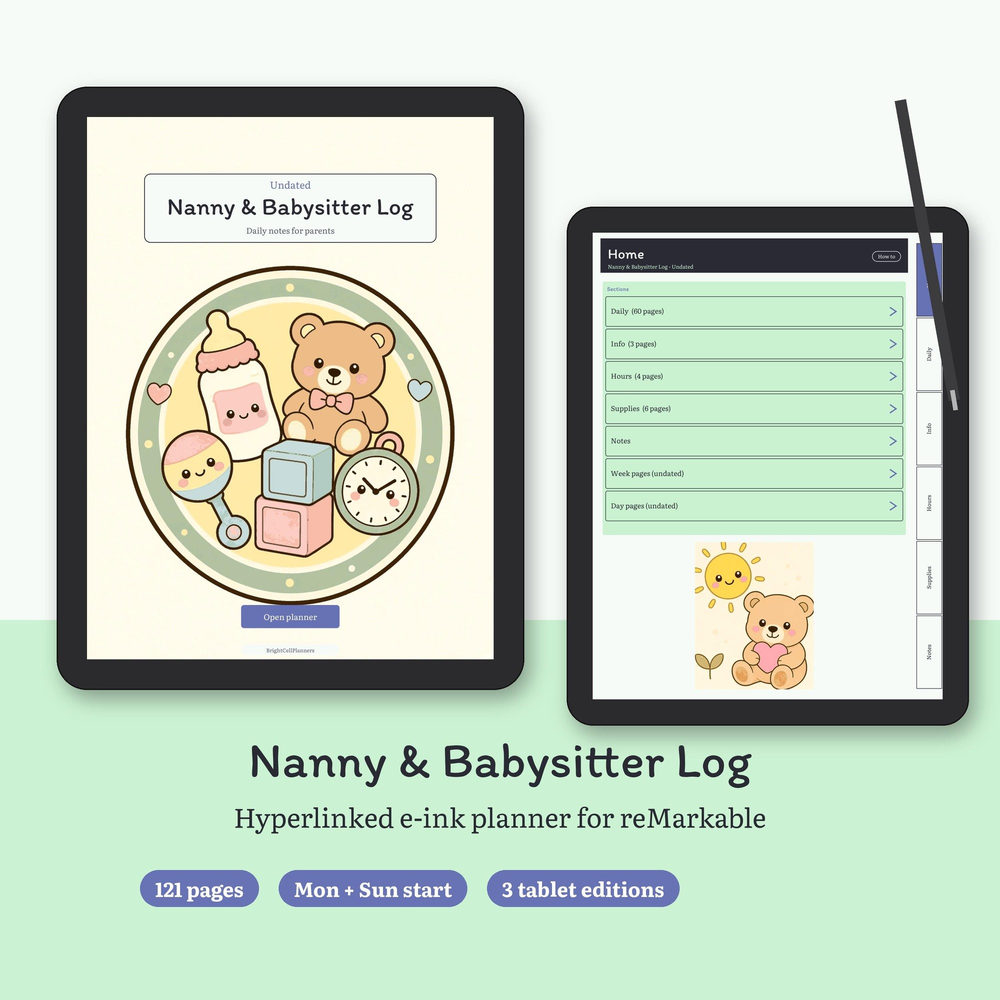 Undated
Nanny & Babysitter Log
Daily notes for parents
Open planner
BrightCellPlanners
Home
Nanny & Babysitter Log · Undated
How to
Sections
Daily (60 pages)
Info (3 pages)
Hours (4 pages)
Supplies (6 pages)
Notes
Week pages (undated)
Day pages (undated)
Daily
Info
Hours
Supplies
Notes
Nanny & Babysitter Log
Hyperlinked e-ink planner for reMarkable
121 pages
Mon + Sun start
3 tablet editions